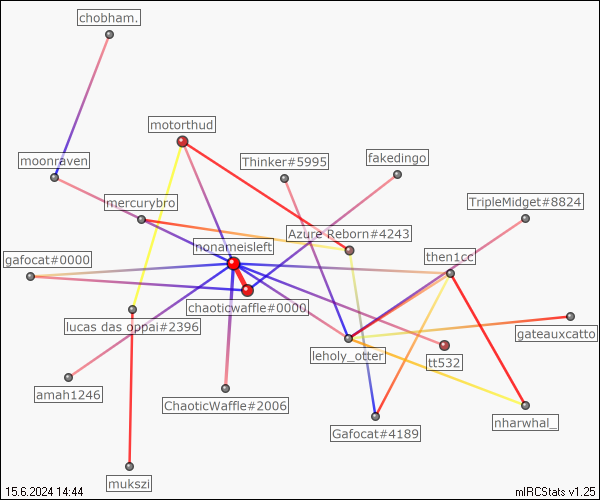 chobham.
motorthud
moonraven
Thinker#5995
fakedingo
mercurybro
TripleMidget#8824
Azure Reborn#4243
nonameisleft
gafocat#0000
then1cc
chaoticwaffle#0000
lucas das oppai#2396
gateauxcatto
leholy_otter
tt532
amah1246
ChaoticWaffle#2006
nharwhal_
Gafocat#4189
mukszi
15.6.2024 14:44
mIRCStats v1.25